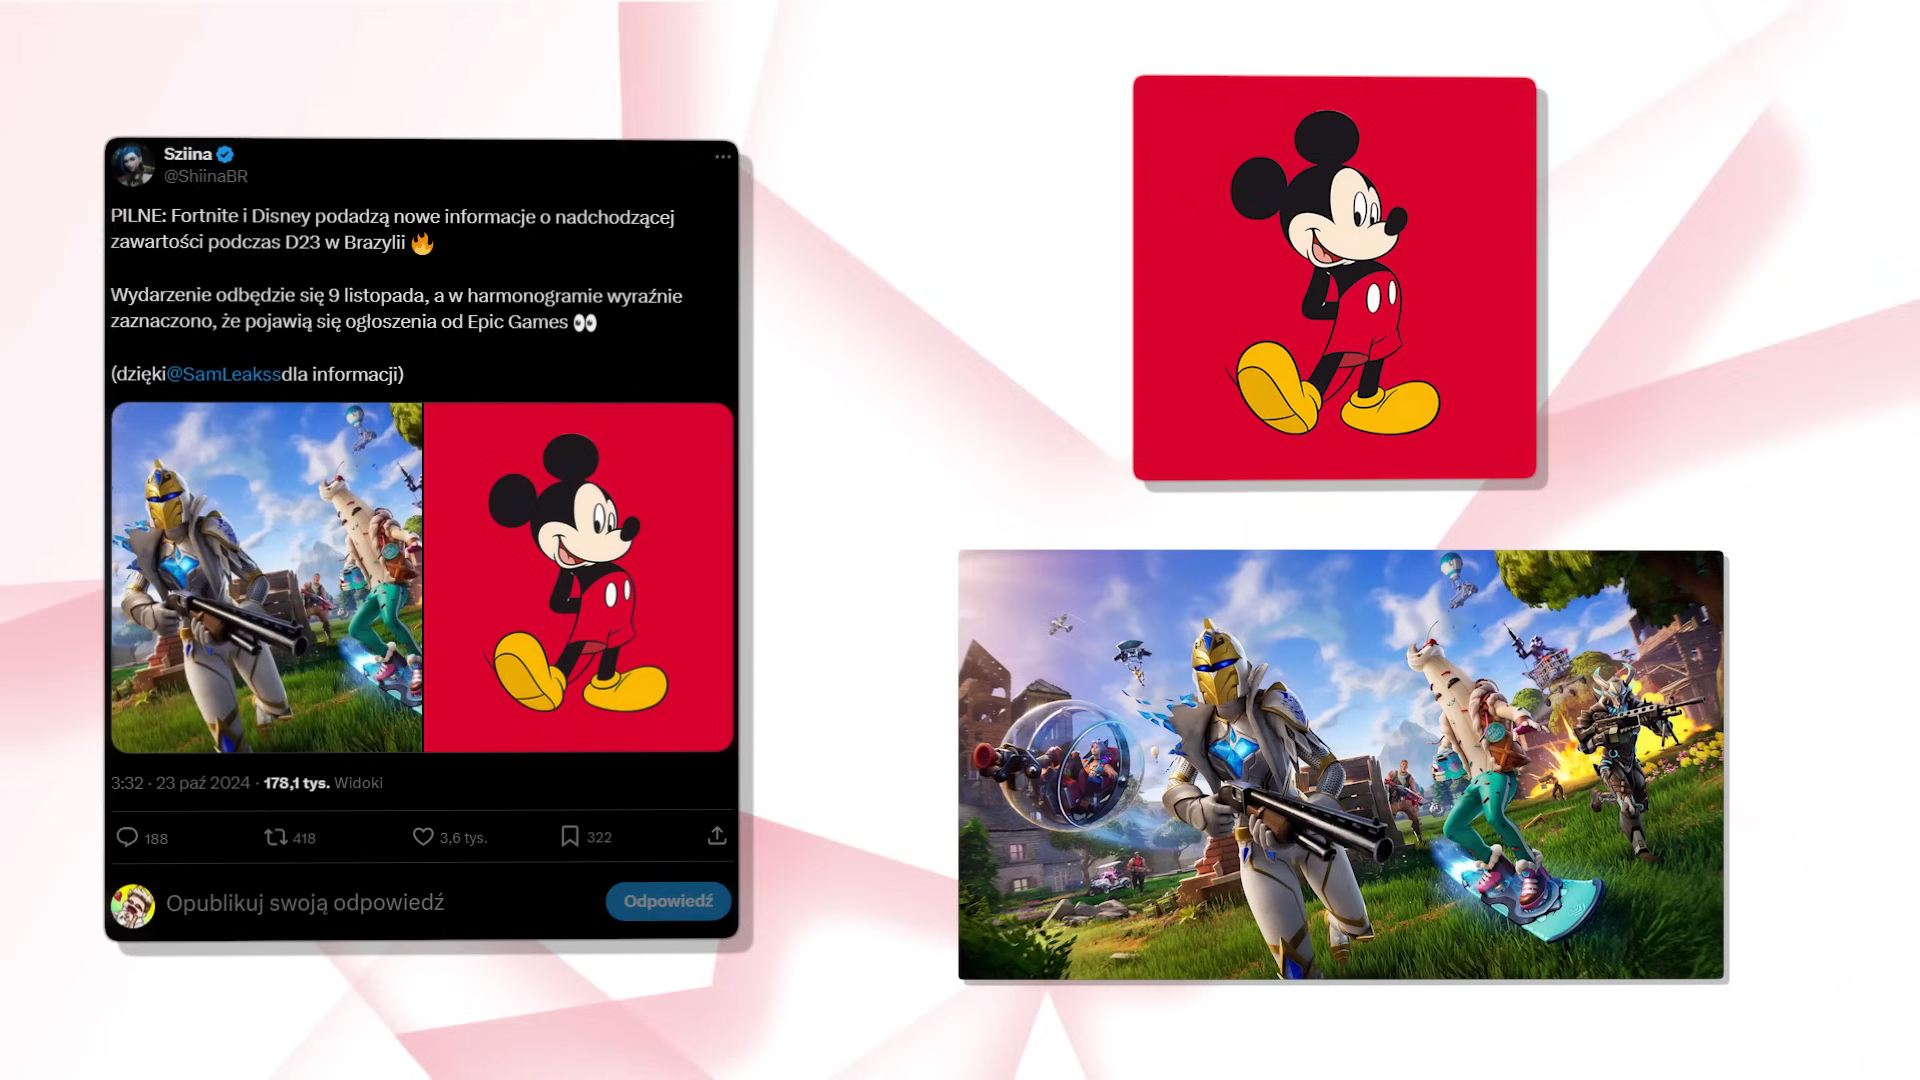 Sziina
@ShiinaBR
PILNE: Fortnite i Disney podadzą nowe informacje o nadchodzącej
zawartości podczas D23 w Brazylii 🔥
Wydarzenie odbędzie się 9 listopada, a w harmonogramie wyraźnie
zaznaczono, że pojawią się ogłoszenia od Epic Games 👀
(dzięki@SamLeakssdla informacji)
3:32 · 23 paź 2024 · 178,1 tys. Widoki
188 418 3,6 tys. 322
Opublikuj swoją odpowiedź Odpowiedź